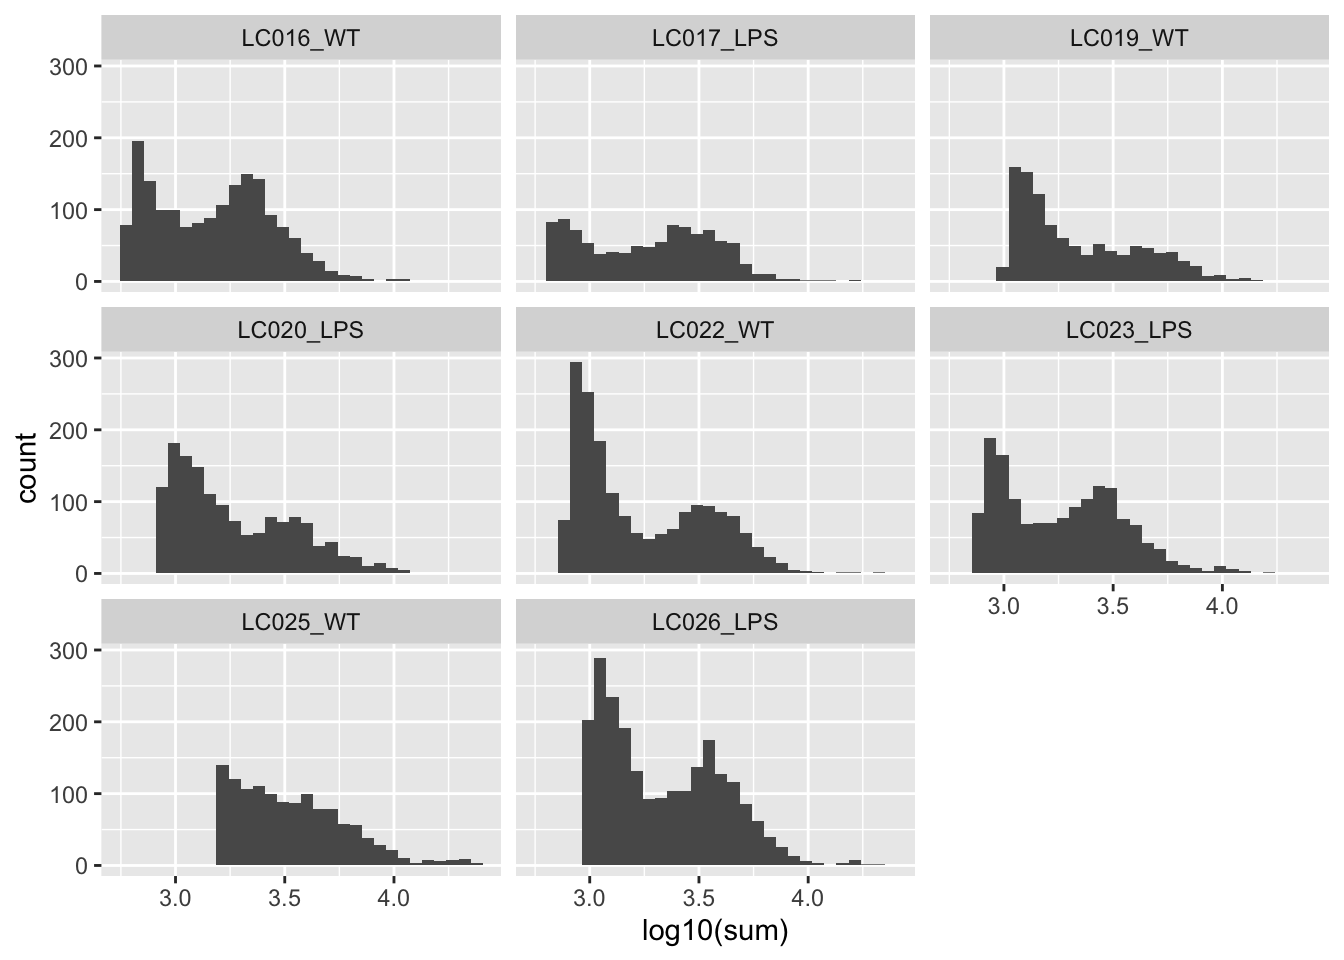 LC016_WT LC017_LPS LC019_WT
300
200
100
0
LC020_LPS LC022_WT LC023_LPS
300
200
100
0
3.0 3.5 4.0
LC025_WT LC026_LPS
300
200
100
0
3.0 3.5 4.0 3.0 3.5 4.0
log10(sum)
count